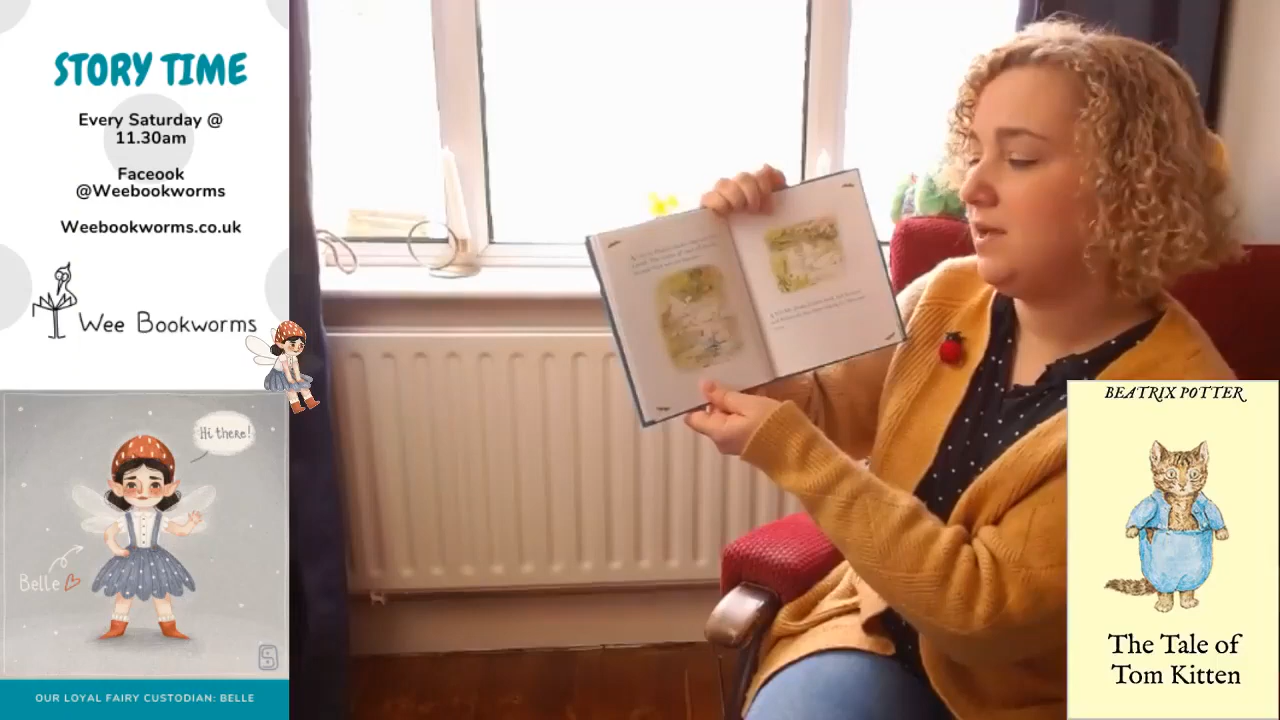 STORY TIME
Every Saturday @
11.30am
Faceook
@Weebookworms
Weebookworms.co.uk
Wee Bookworms
Hi there!
Belle
OUR LOYAL FAIRY CUSTODIAN: BELLE
BEATRIX POTTER
The Tale of
Tom Kitten